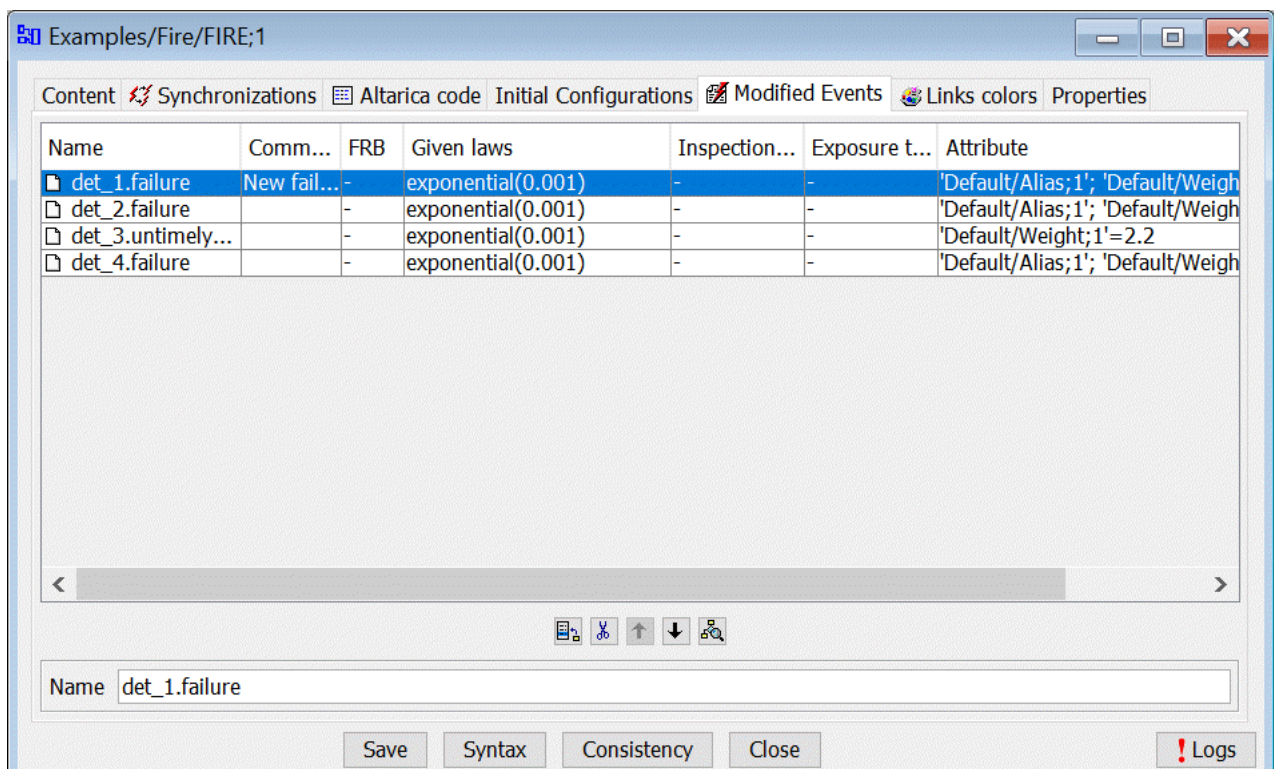 Examples/Fire/FIRE;1
Content Synchronizations Altarica code Initial Configurations Modified Events Links colors Properties
Name Comm... FRB Given laws Inspection... Exposure t... Attribute
det_1.failure New fail... - exponential(0.001) - - 'Default/Alias;1'; 'Default/Weigh
det_2.failure - exponential(0.001) - - 'Default/Alias;1'; 'Default/Weigh
det_3.untimely... - exponential(0.001) - - 'Default/Weight;1'=2.2
det_4.failure - exponential(0.001) - - 'Default/Alias;1'; 'Default/Weigh
Name det_1.failure
Save Syntax Consistency Close Logs